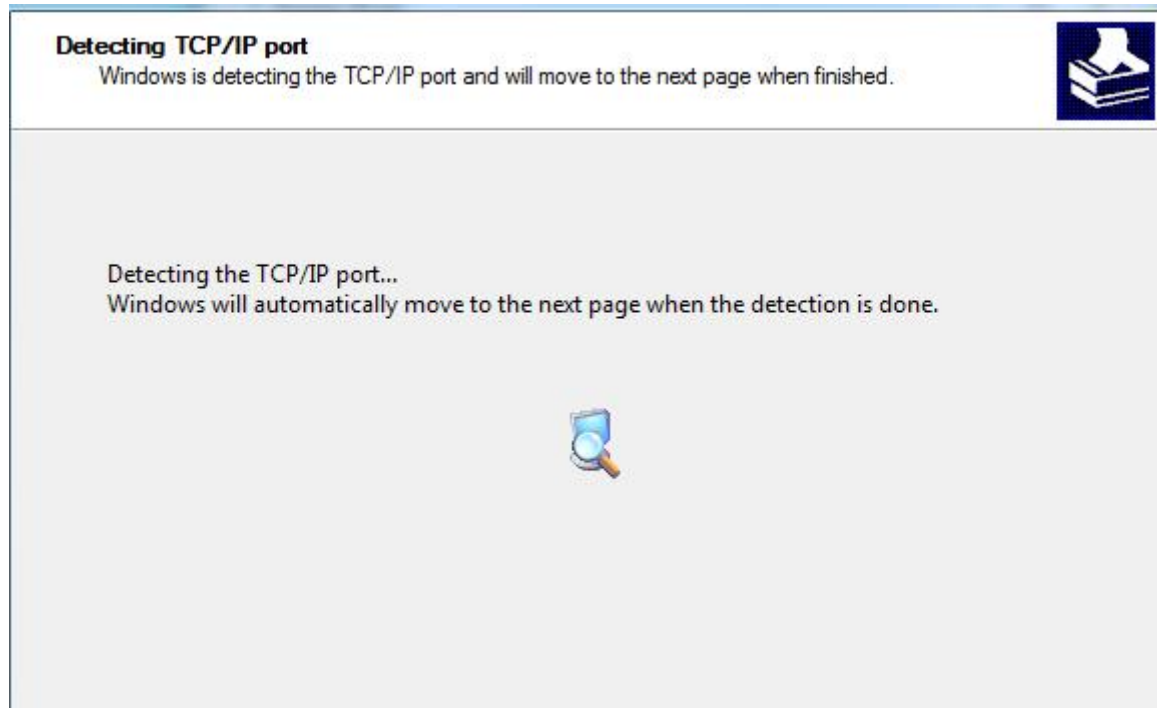 Detecting TCP/IP port
Windows is detecting the TCP/IP port and will move to the next page when finished.
Detecting the TCP/IP port...
Windows will automatically move to the next page when the detection is done.